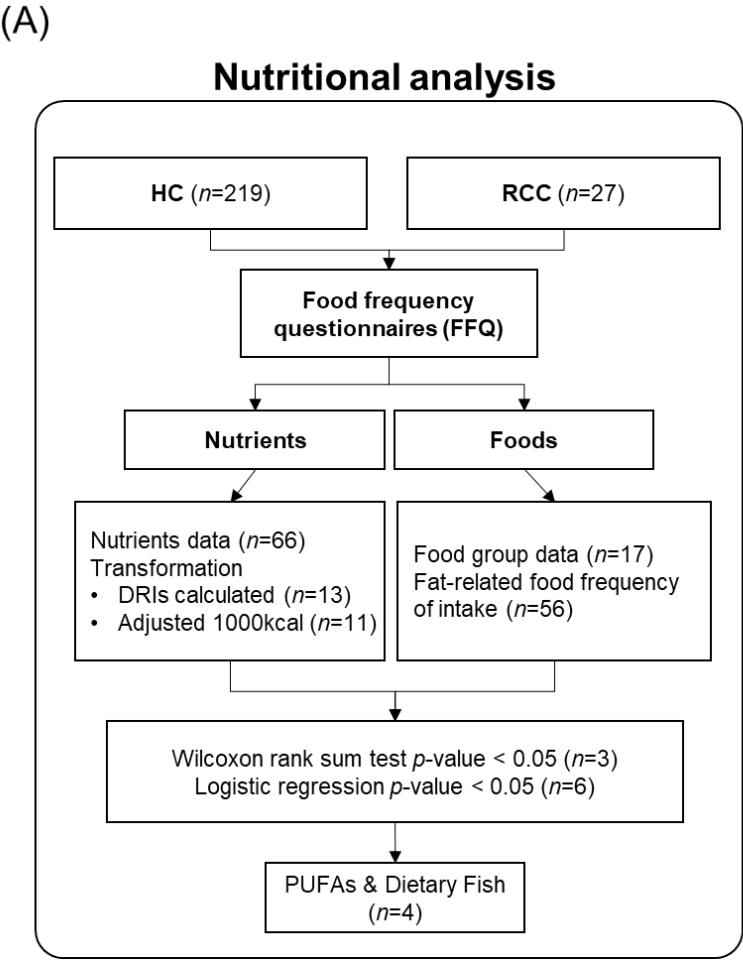 (A)
Nutritional analysis
HC (n=219)
RCC (n=27)
Food frequency
questionnaires (FFQ)
Nutrients
Foods
Nutrients data (n=66)
Transformation
• DRIs calculated (n=13)
• Adjusted 1000kcal (n=11)
Food group data (n=17)
Fat-related food frequency
of intake (n=56)
Wilcoxon rank sum test p-value < 0.05 (n=3)
Logistic regression p-value < 0.05 (n=6)
PUFAs & Dietary Fish
(n=4)